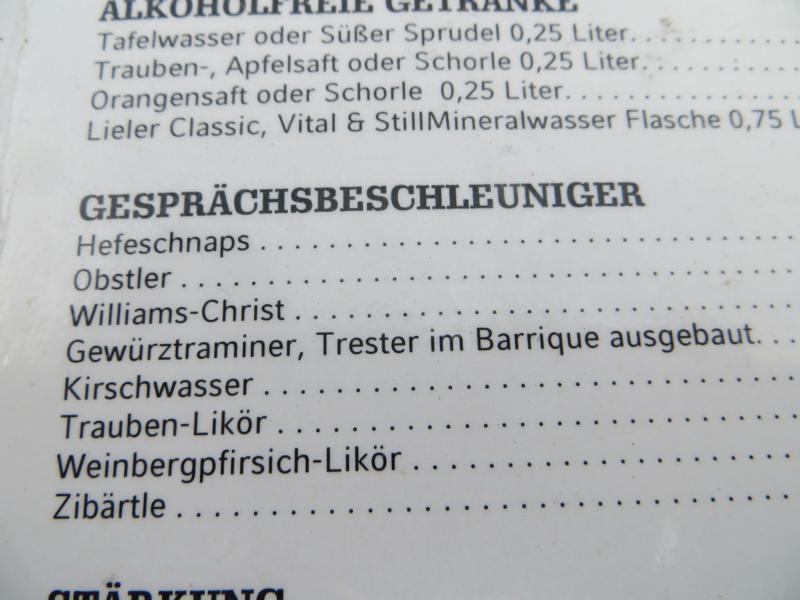 ALKOHOLFREIE GETRÄNKE
Tafelwasser oder Süßer Sprudel 0,25 Liter. . . . . . . . . . .
Trauben-, Apfelsaft oder Schorle 0,25 Liter. . . . . . . . . .
Orangensaft oder Schorle 0,25 Liter. . . . . . . . . . . . . . .
Lieler Classic, Vital & StillMineralwasser Flasche 0,75 L
GESPRÄCHSBESCHLEUNIGER
Hefeschnaps . . . . . . . . . . . . . . . . . . . . . . . . . . . . . . . .
Obstler . . . . . . . . . . . . . . . . . . . . . . . . . . . . . . . . . . . .
Williams-Christ . . . . . . . . . . . . . . . . . . . . . . . . . . . . .
Gewürztraminer, Trester im Barrique ausgebaut. . .
Kirschwasser . . . . . . . . . . . . . . . . . . . . . . . . . . . . . .
Trauben-Likör . . . . . . . . . . . . . . . . . . . . . . . . . . . . .
Weinbergpfirsich-Likör . . . . . . . . . . . . . . . . . . . . .
Zibärtle . . . . . . . . . . . . . . . . . . . . . . . . . . . . . . . . . .
STÄRKUNG